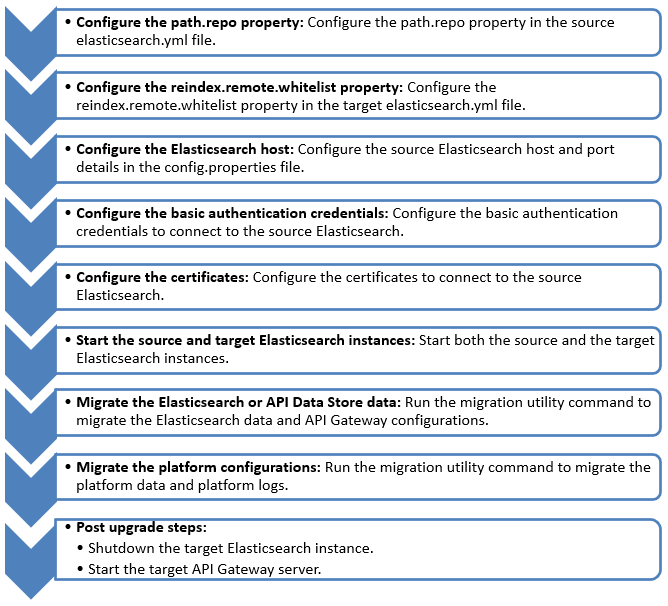 • Configure the path.repo property: Configure the path.repo property in the source
elasticsearch.yml file.
• Configure the reindex.remote.whitelist property: Configure the
reindex.remote.whitelist property in the target elasticsearch.yml file.
• Configure the Elasticsearch host: Configure the source Elasticsearch host and port
details in the config.properties file.
• Configure the basic authentication credentials: Configure the basic authentication
credentials to connect to the source Elasticsearch.
• Configure the certificates: Configure the certificates to connect to the source
Elasticsearch.
• Start the source and target Elasticsearch instances: Start both the source and the target
Elasticsearch instances.
• Migrate the Elasticsearch or API Data Store data: Run the migration utility command to
migrate the Elasticsearch data and API Gateway configurations.
• Migrate the platform configurations: Run the migration utility command to migrate the
platform data and platform logs.
• Post upgrade steps:
• Shutdown the target Elasticsearch instance.
• Start the target API Gateway server.